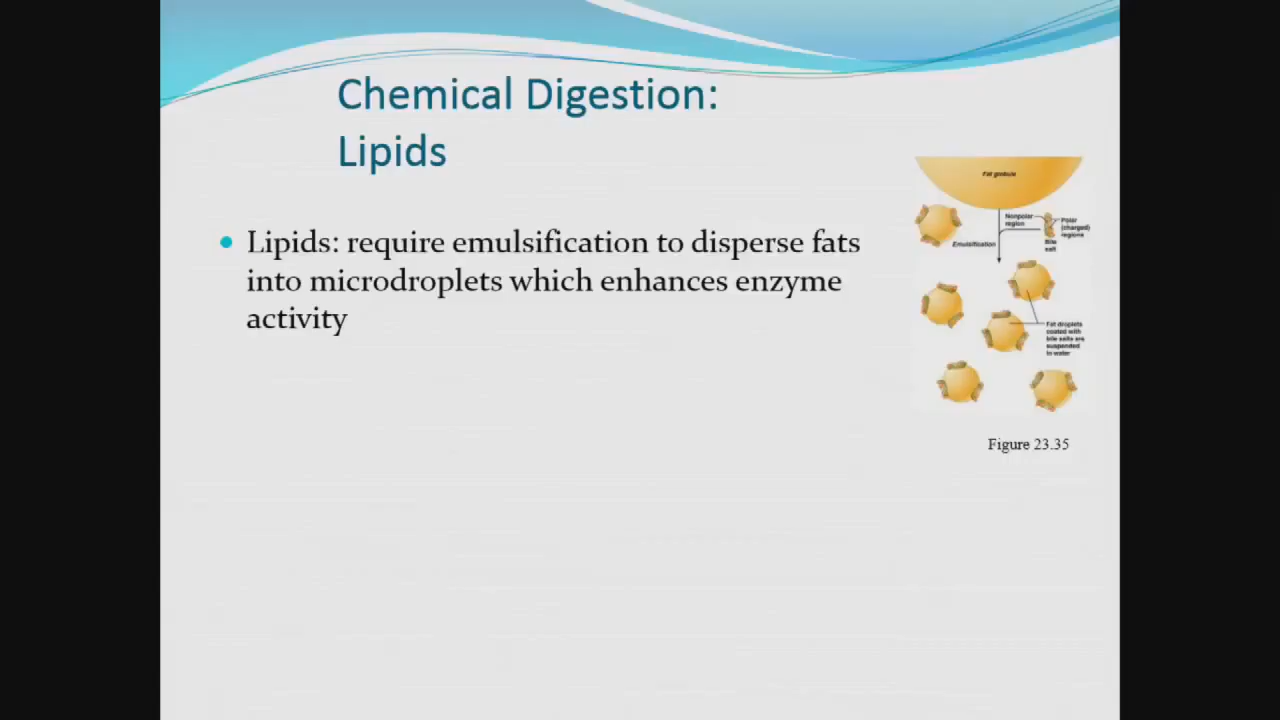 Chemical Digestion:
Lipids
Lipids: require emulsification to disperse fats
into microdroplets which enhances enzyme
activity
Fat globule
Nonpolar
region
Polar
(charged)
regions
Bile
salt
Emulsification
Fat droplets
coated with
bile salts are
suspended
in water
Figure 23.35